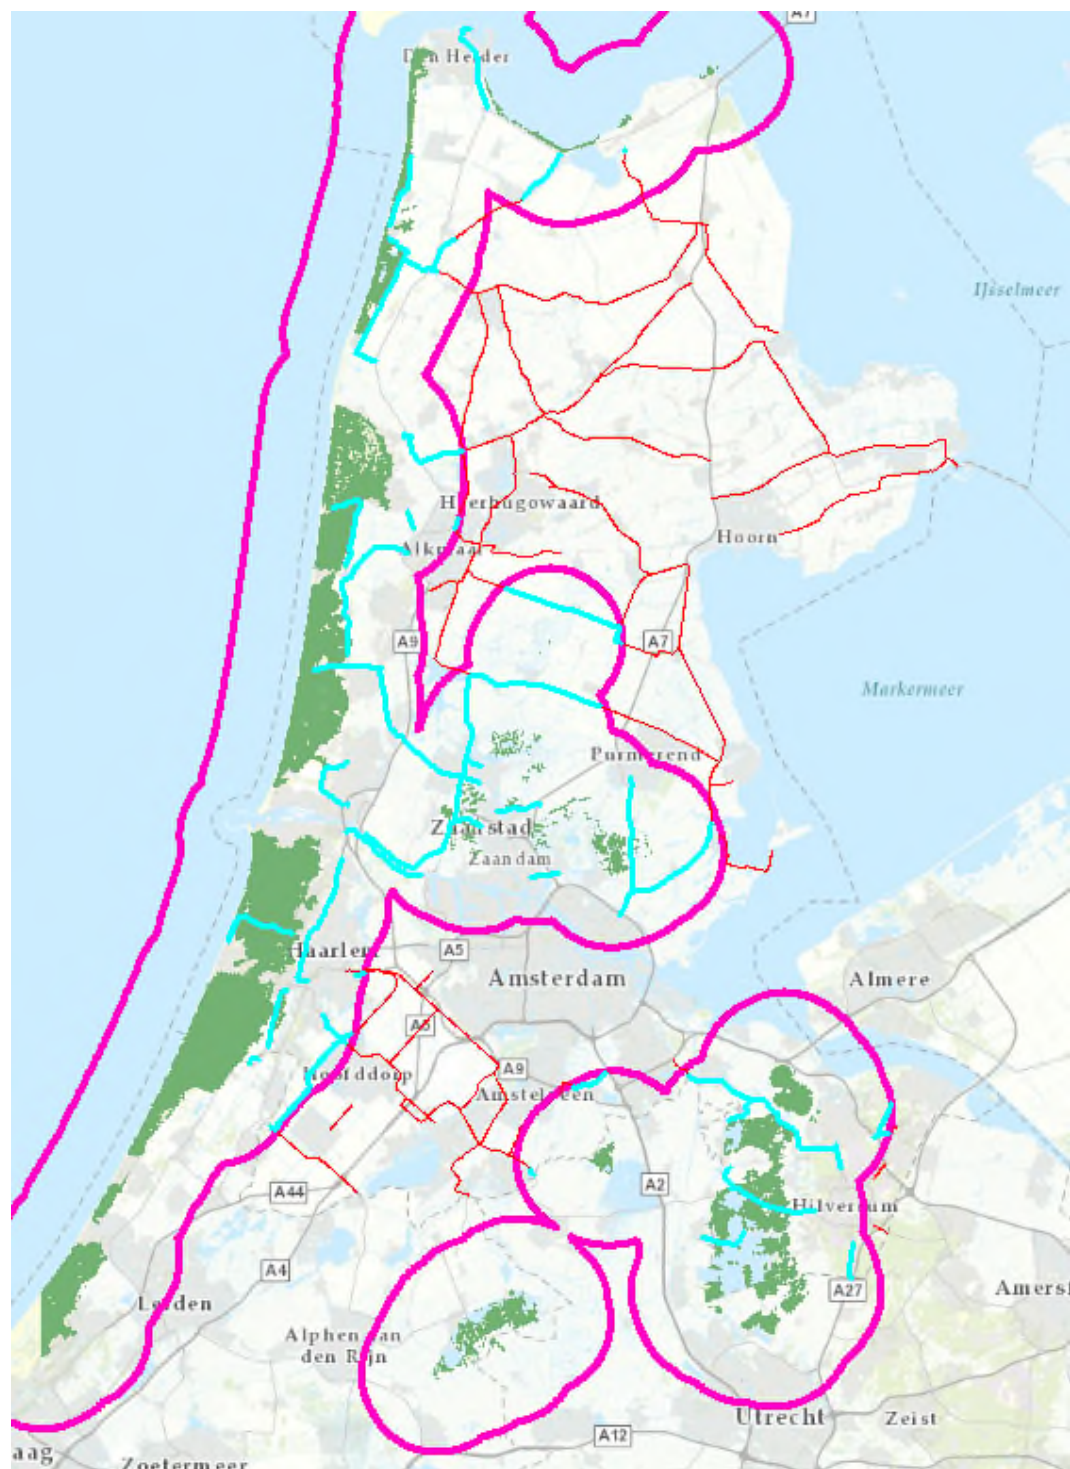 A7
Den Helder
IJsselmeer
Heerhugowaard
Hoorn
Alkmaar
A9
A7
Markermeer
Purmerend
Zaanstad
Zaandam
Haarlem
A5
Amsterdam
Almere
A5
Hoofddorp
A9
Amstelveen
A44
A2
Hilversum
A4
A27
Leiden
Amersf
Alphen aan
den Rijn
Utrecht
Zeist
A12
aag
Zoetermeer